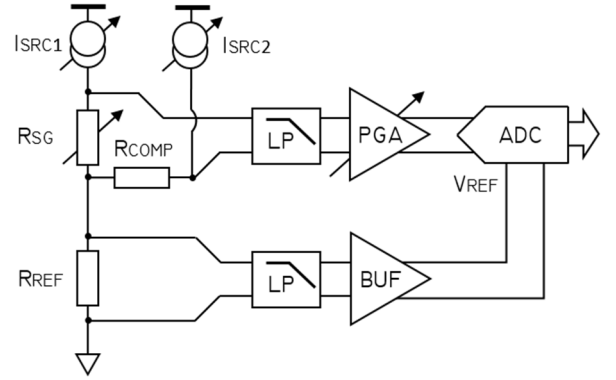 ISRC1
ISRC2
RSG
RCOMP
LP
PGA
ADC
VREF
RREF
LP
BUF